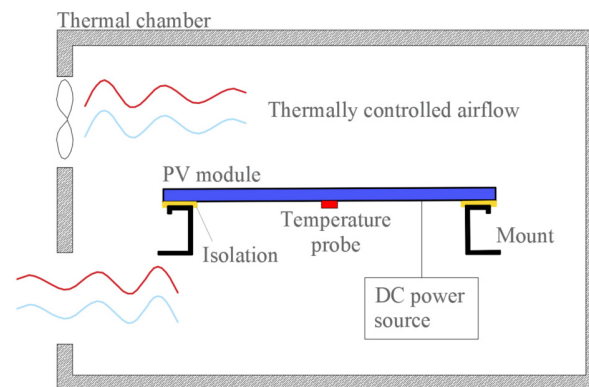 Thermal chamber
Thermally controlled airflow
PV module
Temperature
probe
Isolation
Mount
DC power
source